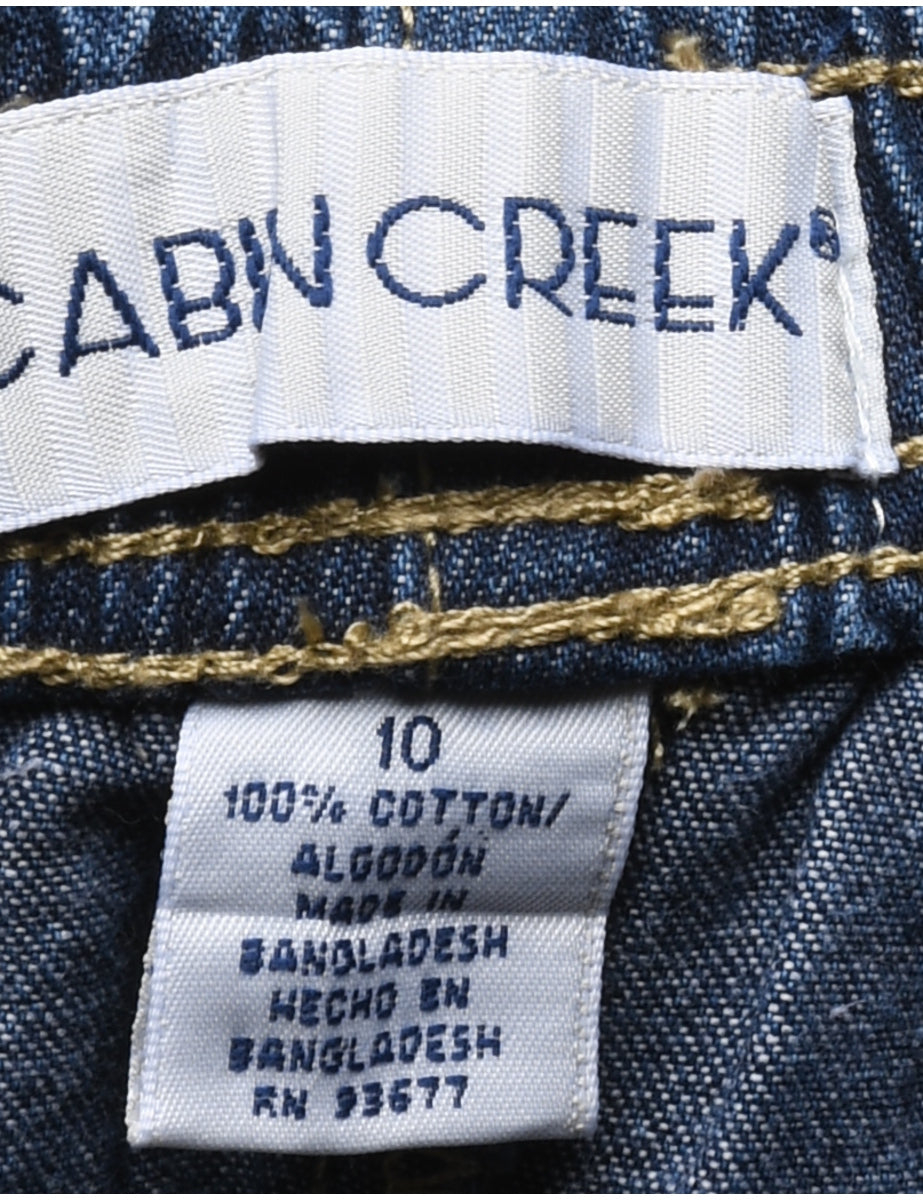 CABIN CREEK®
10
100% COTTON/
ALGODÓN
MADE IN
BANGLADESH
HECHO EN
BANGLADESH
RN 93677